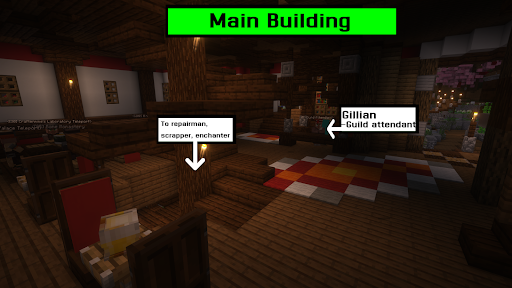 Main Building
Gillian
-Guild attendant
To repairman,
scrapper, enchanter